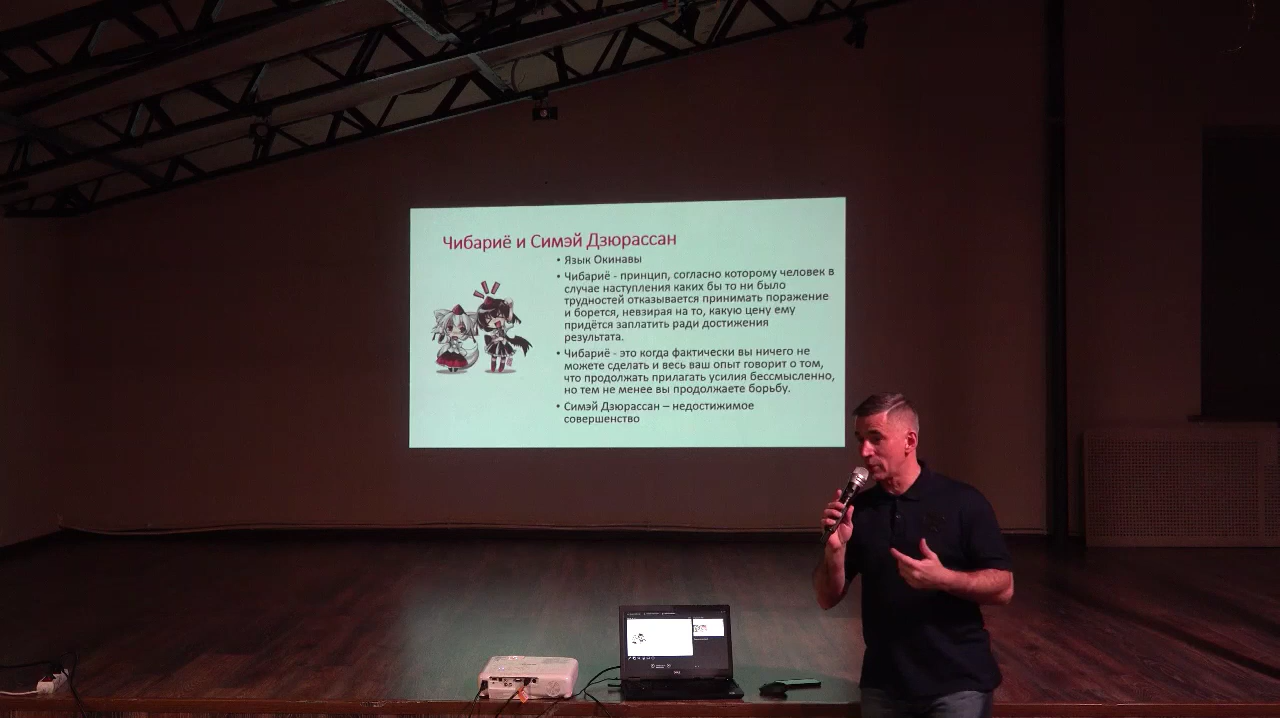 Чибариё и Симэй Дзюрассан
• Язык Окинавы
• Чибариё - принцип, согласно которому человек в
случае наступления каких бы то ни было
трудностей отказывается принимать поражение
и борется, невзирая на то, какую цену ему
придётся заплатить ради достижения
результата.
• Чибариё - это когда фактически вы ничего не
можете сделать и весь ваш опыт говорит о том,
что продолжать прилагать усилия бессмысленно,
но тем не менее вы продолжаете борьбу.
• Симэй Дзюрассан – недостижимое
совершенство
DELL